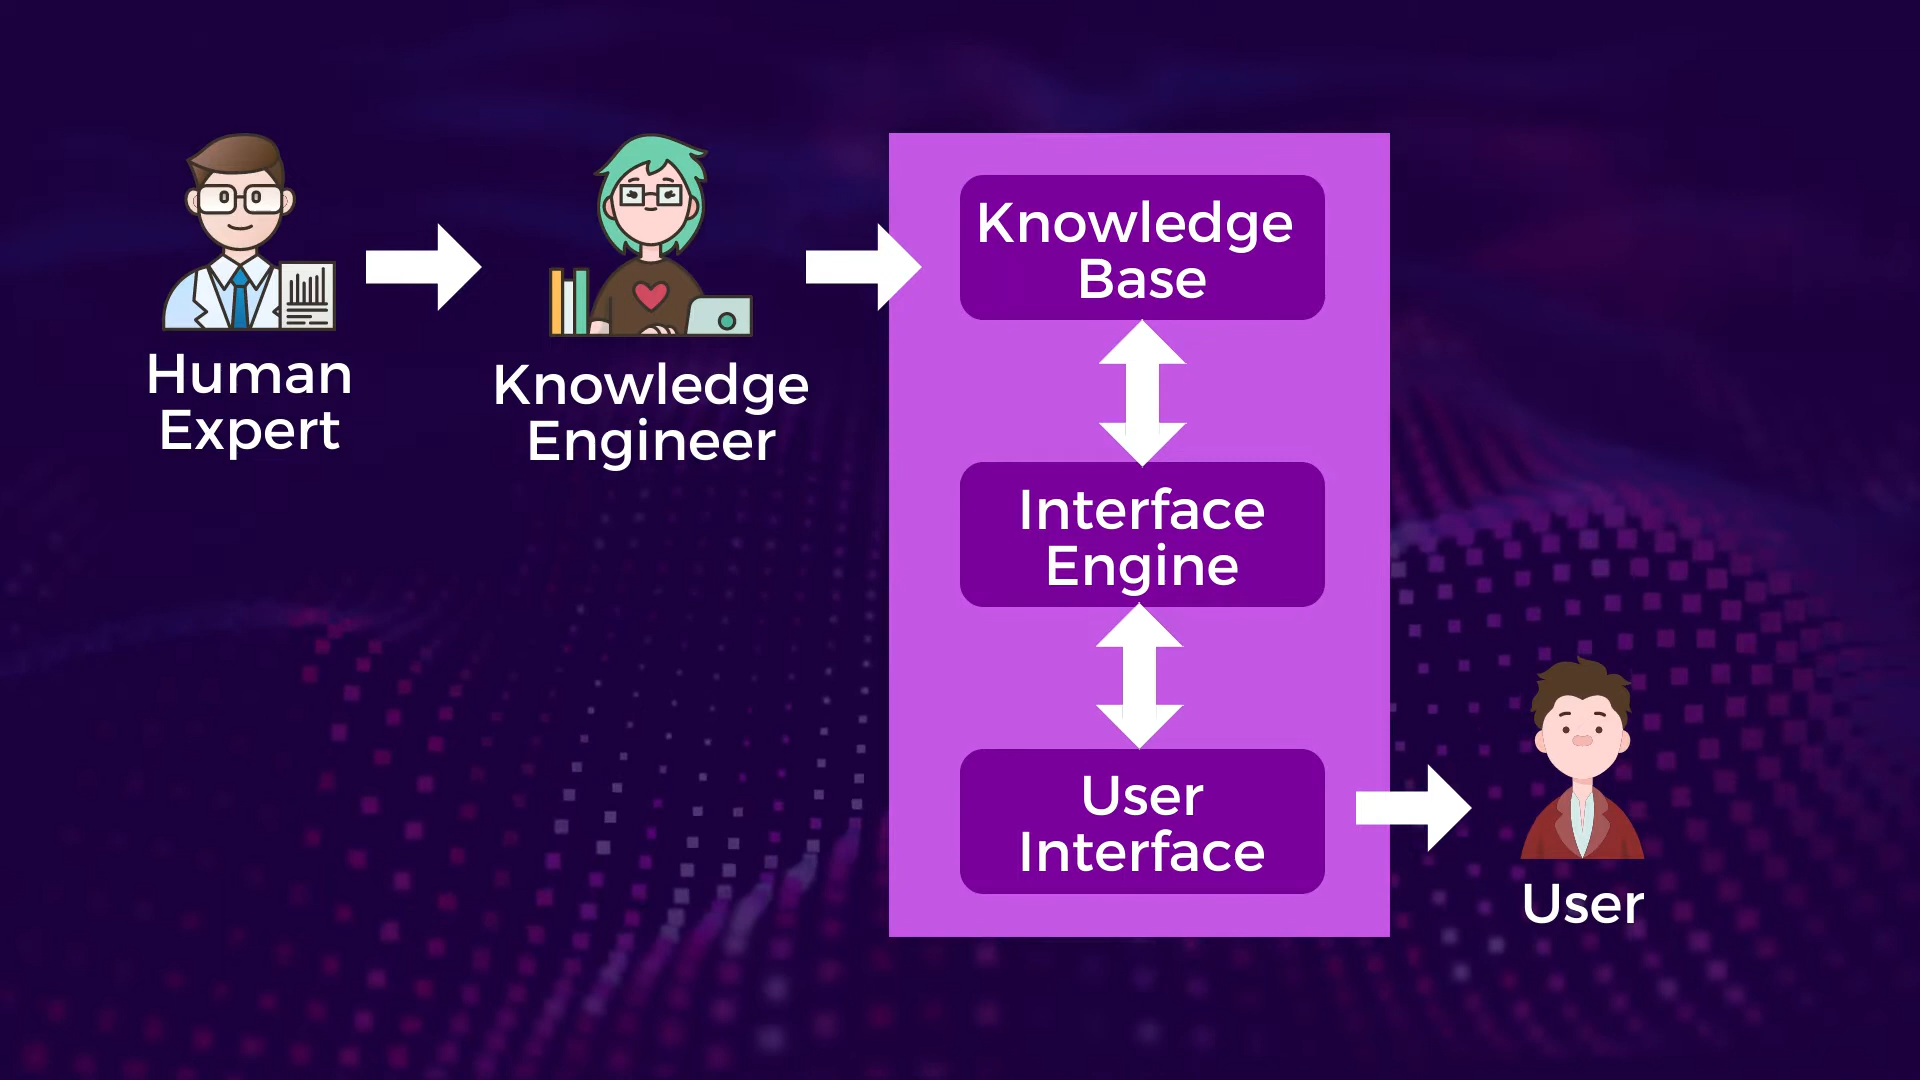 Human
Expert
Knowledge
Engineer
Knowledge
Base
Interface
Engine
User
Interface
User